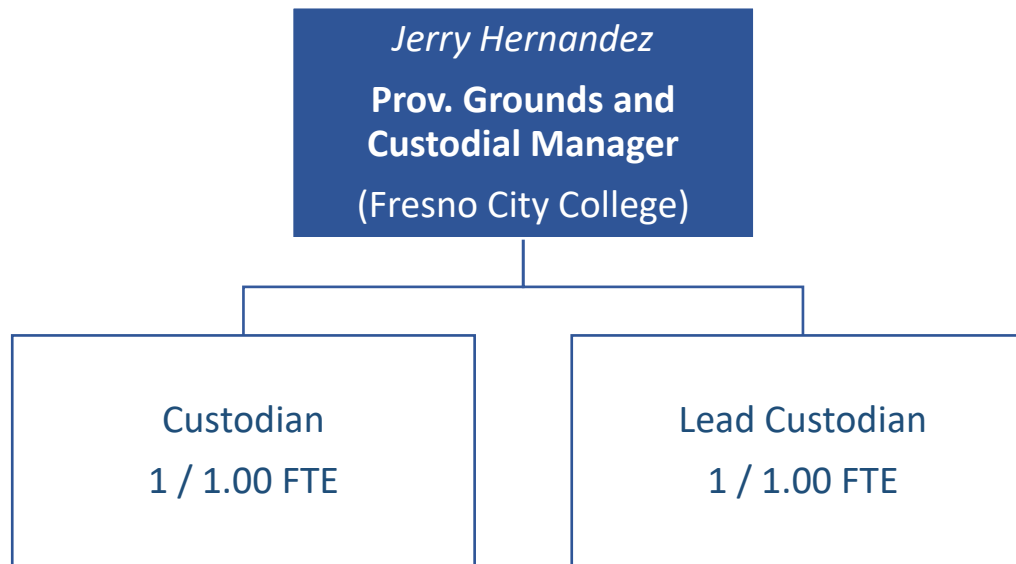 Jerry Hernandez
Prov. Grounds and
Custodial Manager
(Fresno City College)
Custodian
1 / 1.00 FTE
Lead Custodian
1 / 1.00 FTE